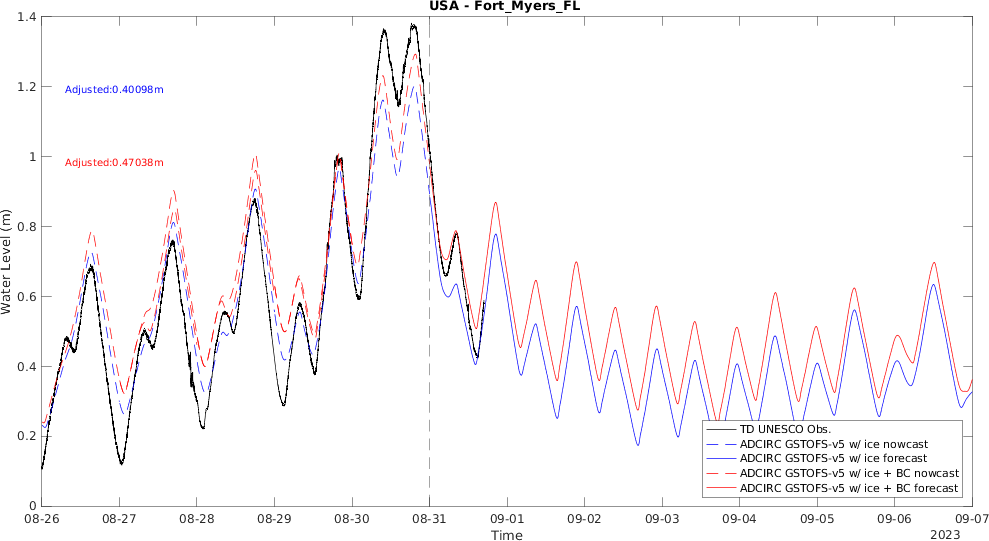 USA - Fort_Myers_FL
1.4
1.2
1
0.8
0.6
0.4
0.2
0
Water Level (m)
Adjusted:0.40098m
Adjusted:0.47038m
TD UNESCO Obs.
ADCIRC GSTOFS-v5 w/ ice nowcast
ADCIRC GSTOFS-v5 w/ ice forecast
ADCIRC GSTOFS-v5 w/ ice + BC nowcast
ADCIRC GSTOFS-v5 w/ ice + BC forecast
08-26 08-27 08-28 08-29 08-30 08-31 09-01 09-02 09-03 09-04 09-05 09-06 09-07
Time
2023